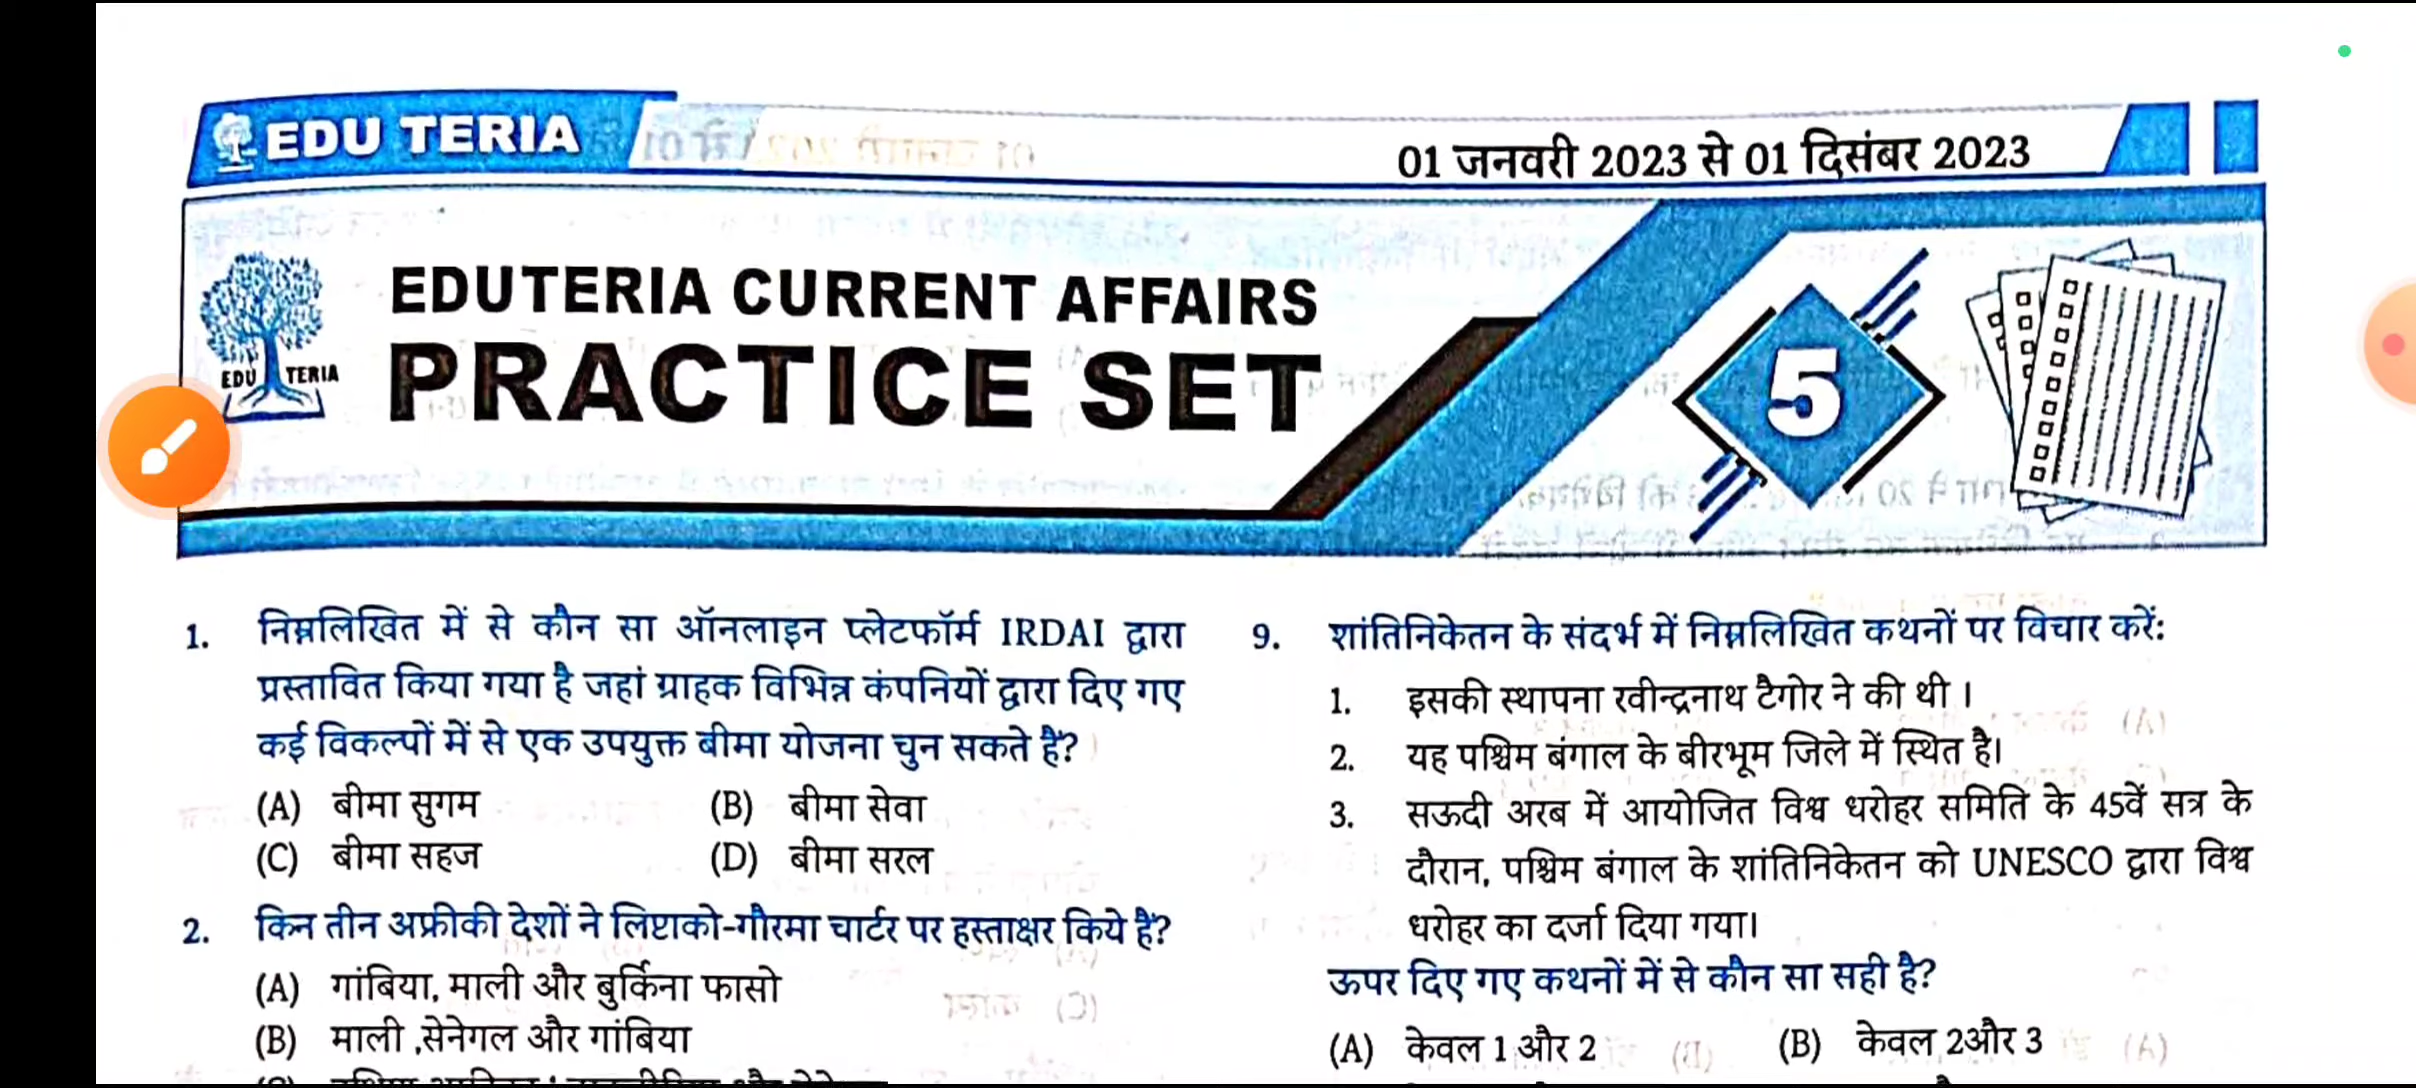 EDU TERIA
01 जनवरी 2023 से 01 दिसंबर 2023
EDU TERIA
EDUTERIA CURRENT AFFAIRS
PRACTICE SET
5
1. निम्नलिखित में से कौन सा ऑनलाइन प्लेटफॉर्म IRDAI द्वारा
प्रस्तावित किया गया है जहां ग्राहक विभिन्न कंपनियों द्वारा दिए गए
कई विकल्पों में से एक उपयुक्त बीमा योजना चुन सकते हैं?
(A) बीमा सुगम (B) बीमा सेवा
(C) बीमा सहज (D) बीमा सरल
2. किन तीन अफ्रीकी देशों ने लिप्टाको-गौरमा चार्टर पर हस्ताक्षर किये हैं?
(A) गांबिया, माली और बुर्किना फासो
(B) माली ,सेनेगल और गांबिया
9. शांतिनिकेतन के संदर्भ में निम्नलिखित कथनों पर विचार करें:
1. इसकी स्थापना रवीन्द्रनाथ टैगोर ने की थी ।
2. यह पश्चिम बंगाल के बीरभूम जिले में स्थित है।
3. सऊदी अरब में आयोजित विश्व धरोहर समिति के 45वें सत्र के
दौरान, पश्चिम बंगाल के शांतिनिकेतन को UNESCO द्वारा विश्व
धरोहर का दर्जा दिया गया।
ऊपर दिए गए कथनों में से कौन सा सही है?
(A) केवल 1 और 2 (B) केवल 2और 3